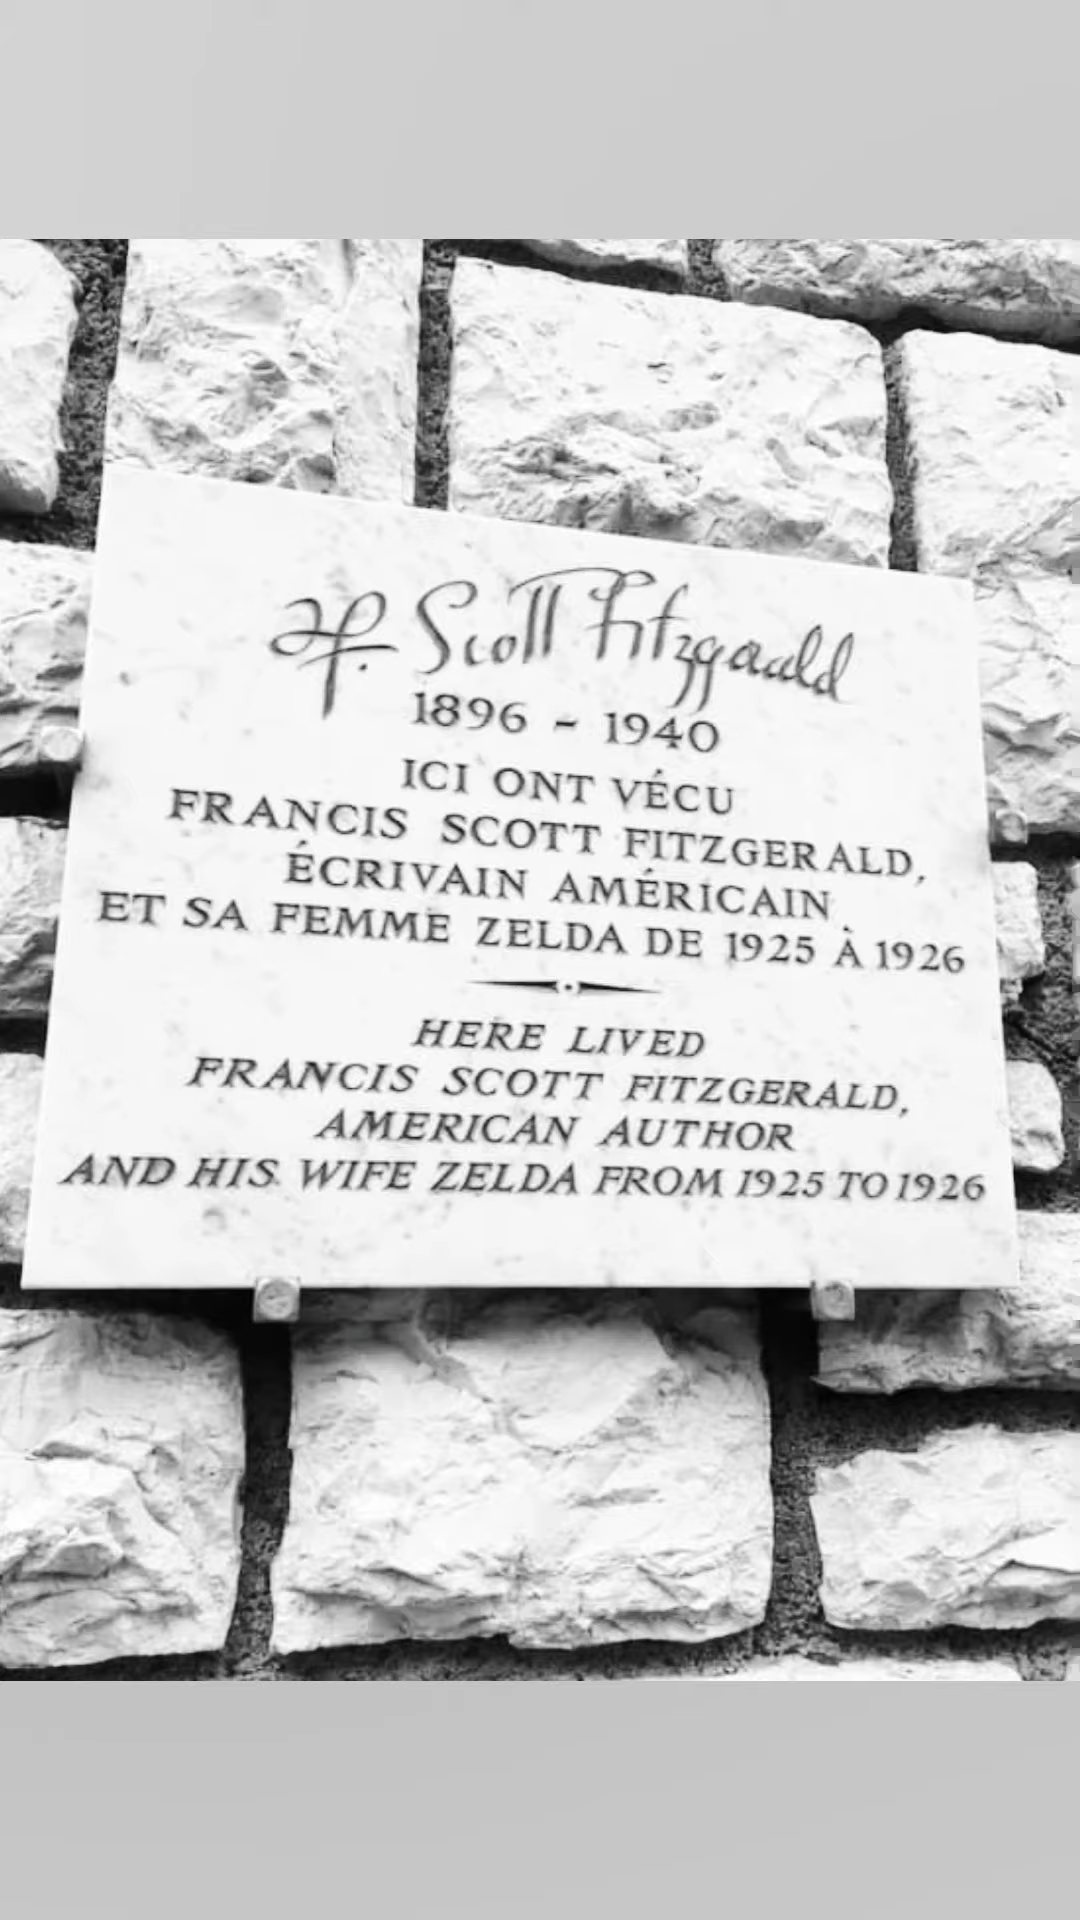 F. Scott Fitzgerald
1896 - 1940
ICI ONT VÉCU
FRANCIS SCOTT FITZGERALD,
ÉCRIVAIN AMÉRICAIN
ET SA FEMME ZELDA DE 1925 À 1926
HERE LIVED
FRANCIS SCOTT FITZGERALD,
AMERICAN AUTHOR
AND HIS WIFE ZELDA FROM 1925 TO 1926